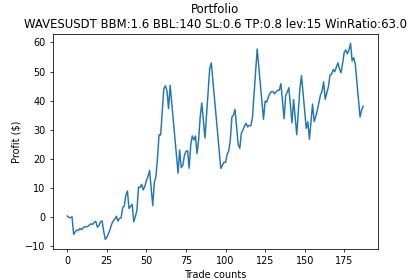 Portfolio
WAVESUSDT BBM:1.6 BBL:140 SL:0.6 TP:0.8 lev:15 WinRatio:63.0
60
50
40
30
20
10
0
−10
Profit ($)
0 25 50 75 100 125 150 175
Trade counts